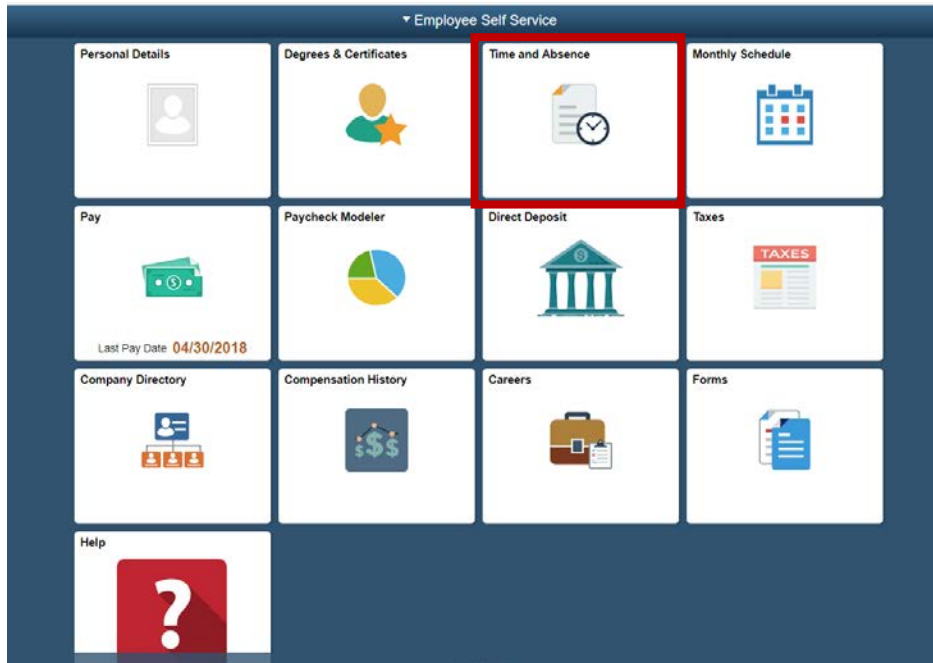 Employee Self Service
Personal Details
Degrees & Certificates
Time and Absence
Monthly Schedule
Pay
Last Pay Date 04/30/2018
Paycheck Modeler
Direct Deposit
Taxes
TAXES
Company Directory
Compensation History
Careers
Forms
Help